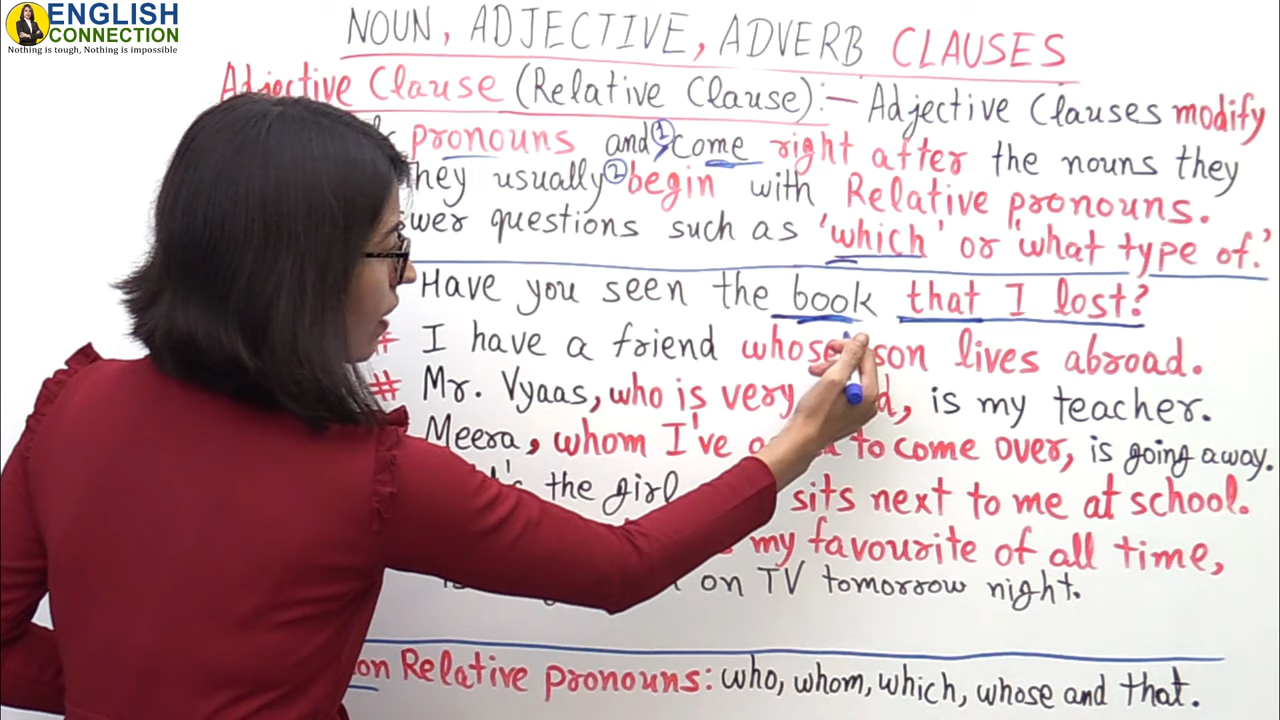 ENGLISH
CONNECTION
Nothing is tough, Nothing is impossible
NOUN, ADJECTIVE, ADVERB CLAUSES
Adjective Clause (Relative Clause):- Adjective Clauses modify
pronouns and ① come right after the nouns they
They usually ② begin with Relative pronouns.
questions such as 'which' or 'what type of.'
Have you seen the book that I lost?
# I have a friend whose son lives abroad.
# Mr. Vyaas, who is very is my teacher.
Meera, whom I've to come over, is going away.
the girl sits next to me at school.
my favourite of all time,
on TV tomorrow night.
Relative pronouns: who, whom, which, whose and that.